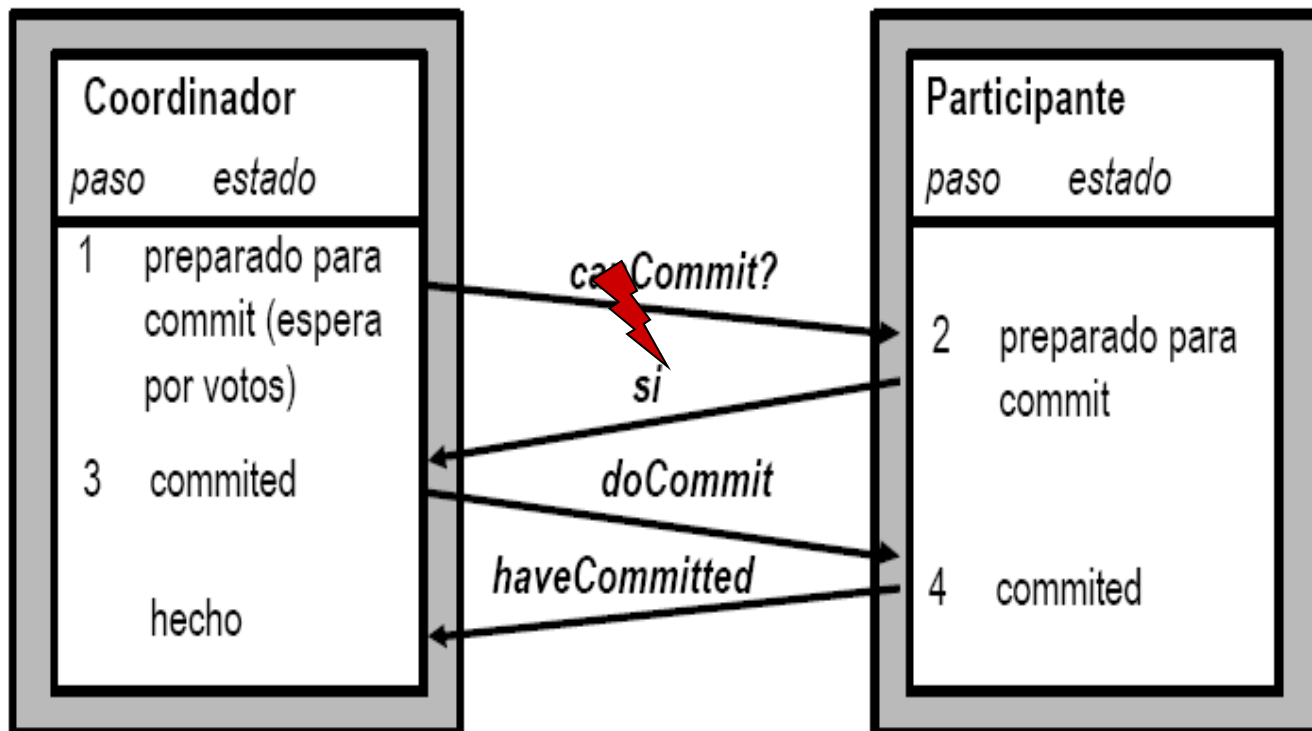 Coordinador
paso estado
1 preparado para
commit (espera
por votos)
3 commited
hecho
canCommit?
si
doCommit
haveCommitted
Participante
paso estado
2 preparado para
commit
4 commited